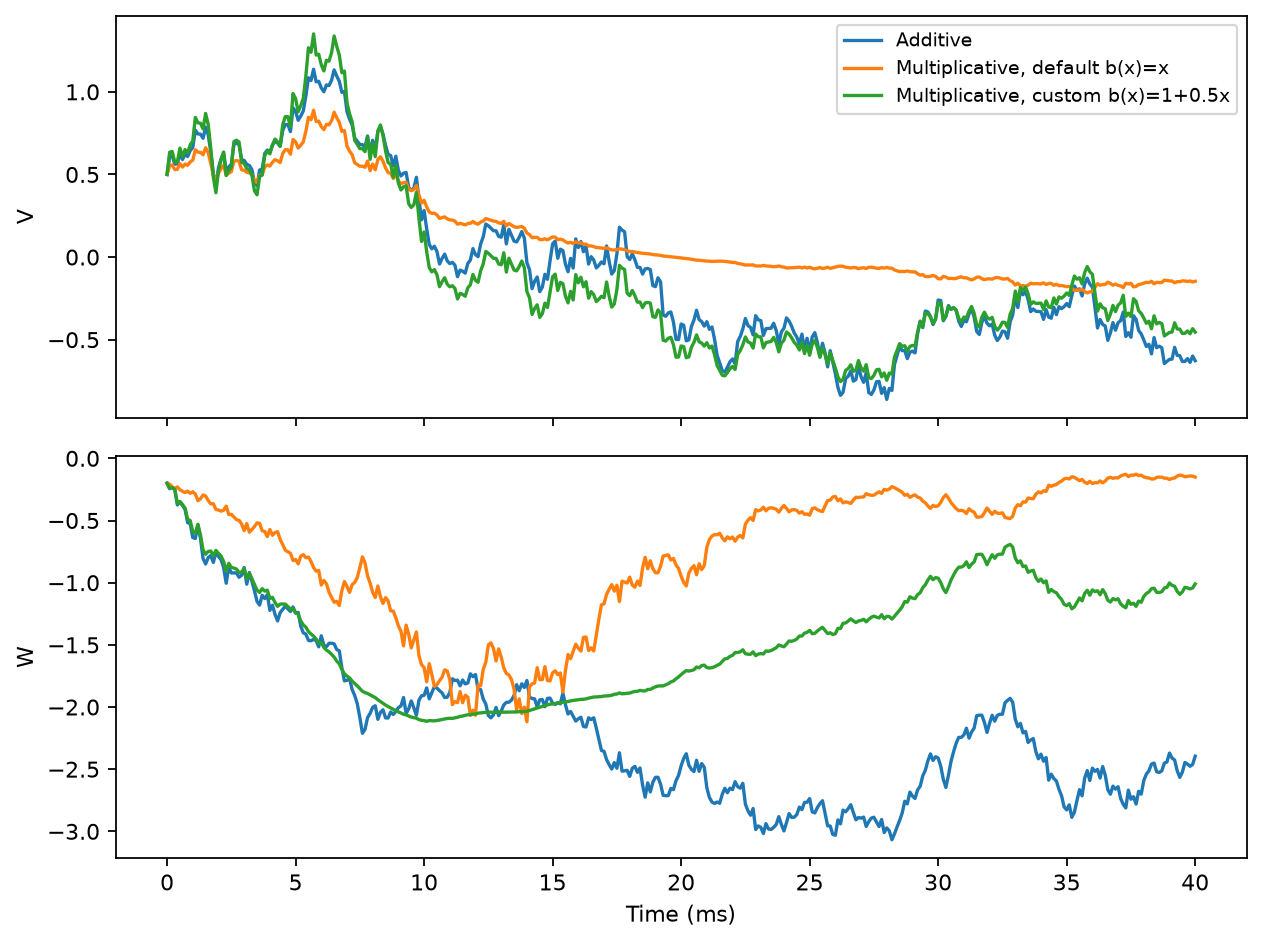 V
1.0
0.5
0.0
−0.5
Additive
Multiplicative, default b(x)=x
Multiplicative, custom b(x)=1+0.5x
W
0.0
−0.5
−1.0
−1.5
−2.0
−2.5
−3.0
0 5 10 15 20 25 30 35 40
Time (ms)